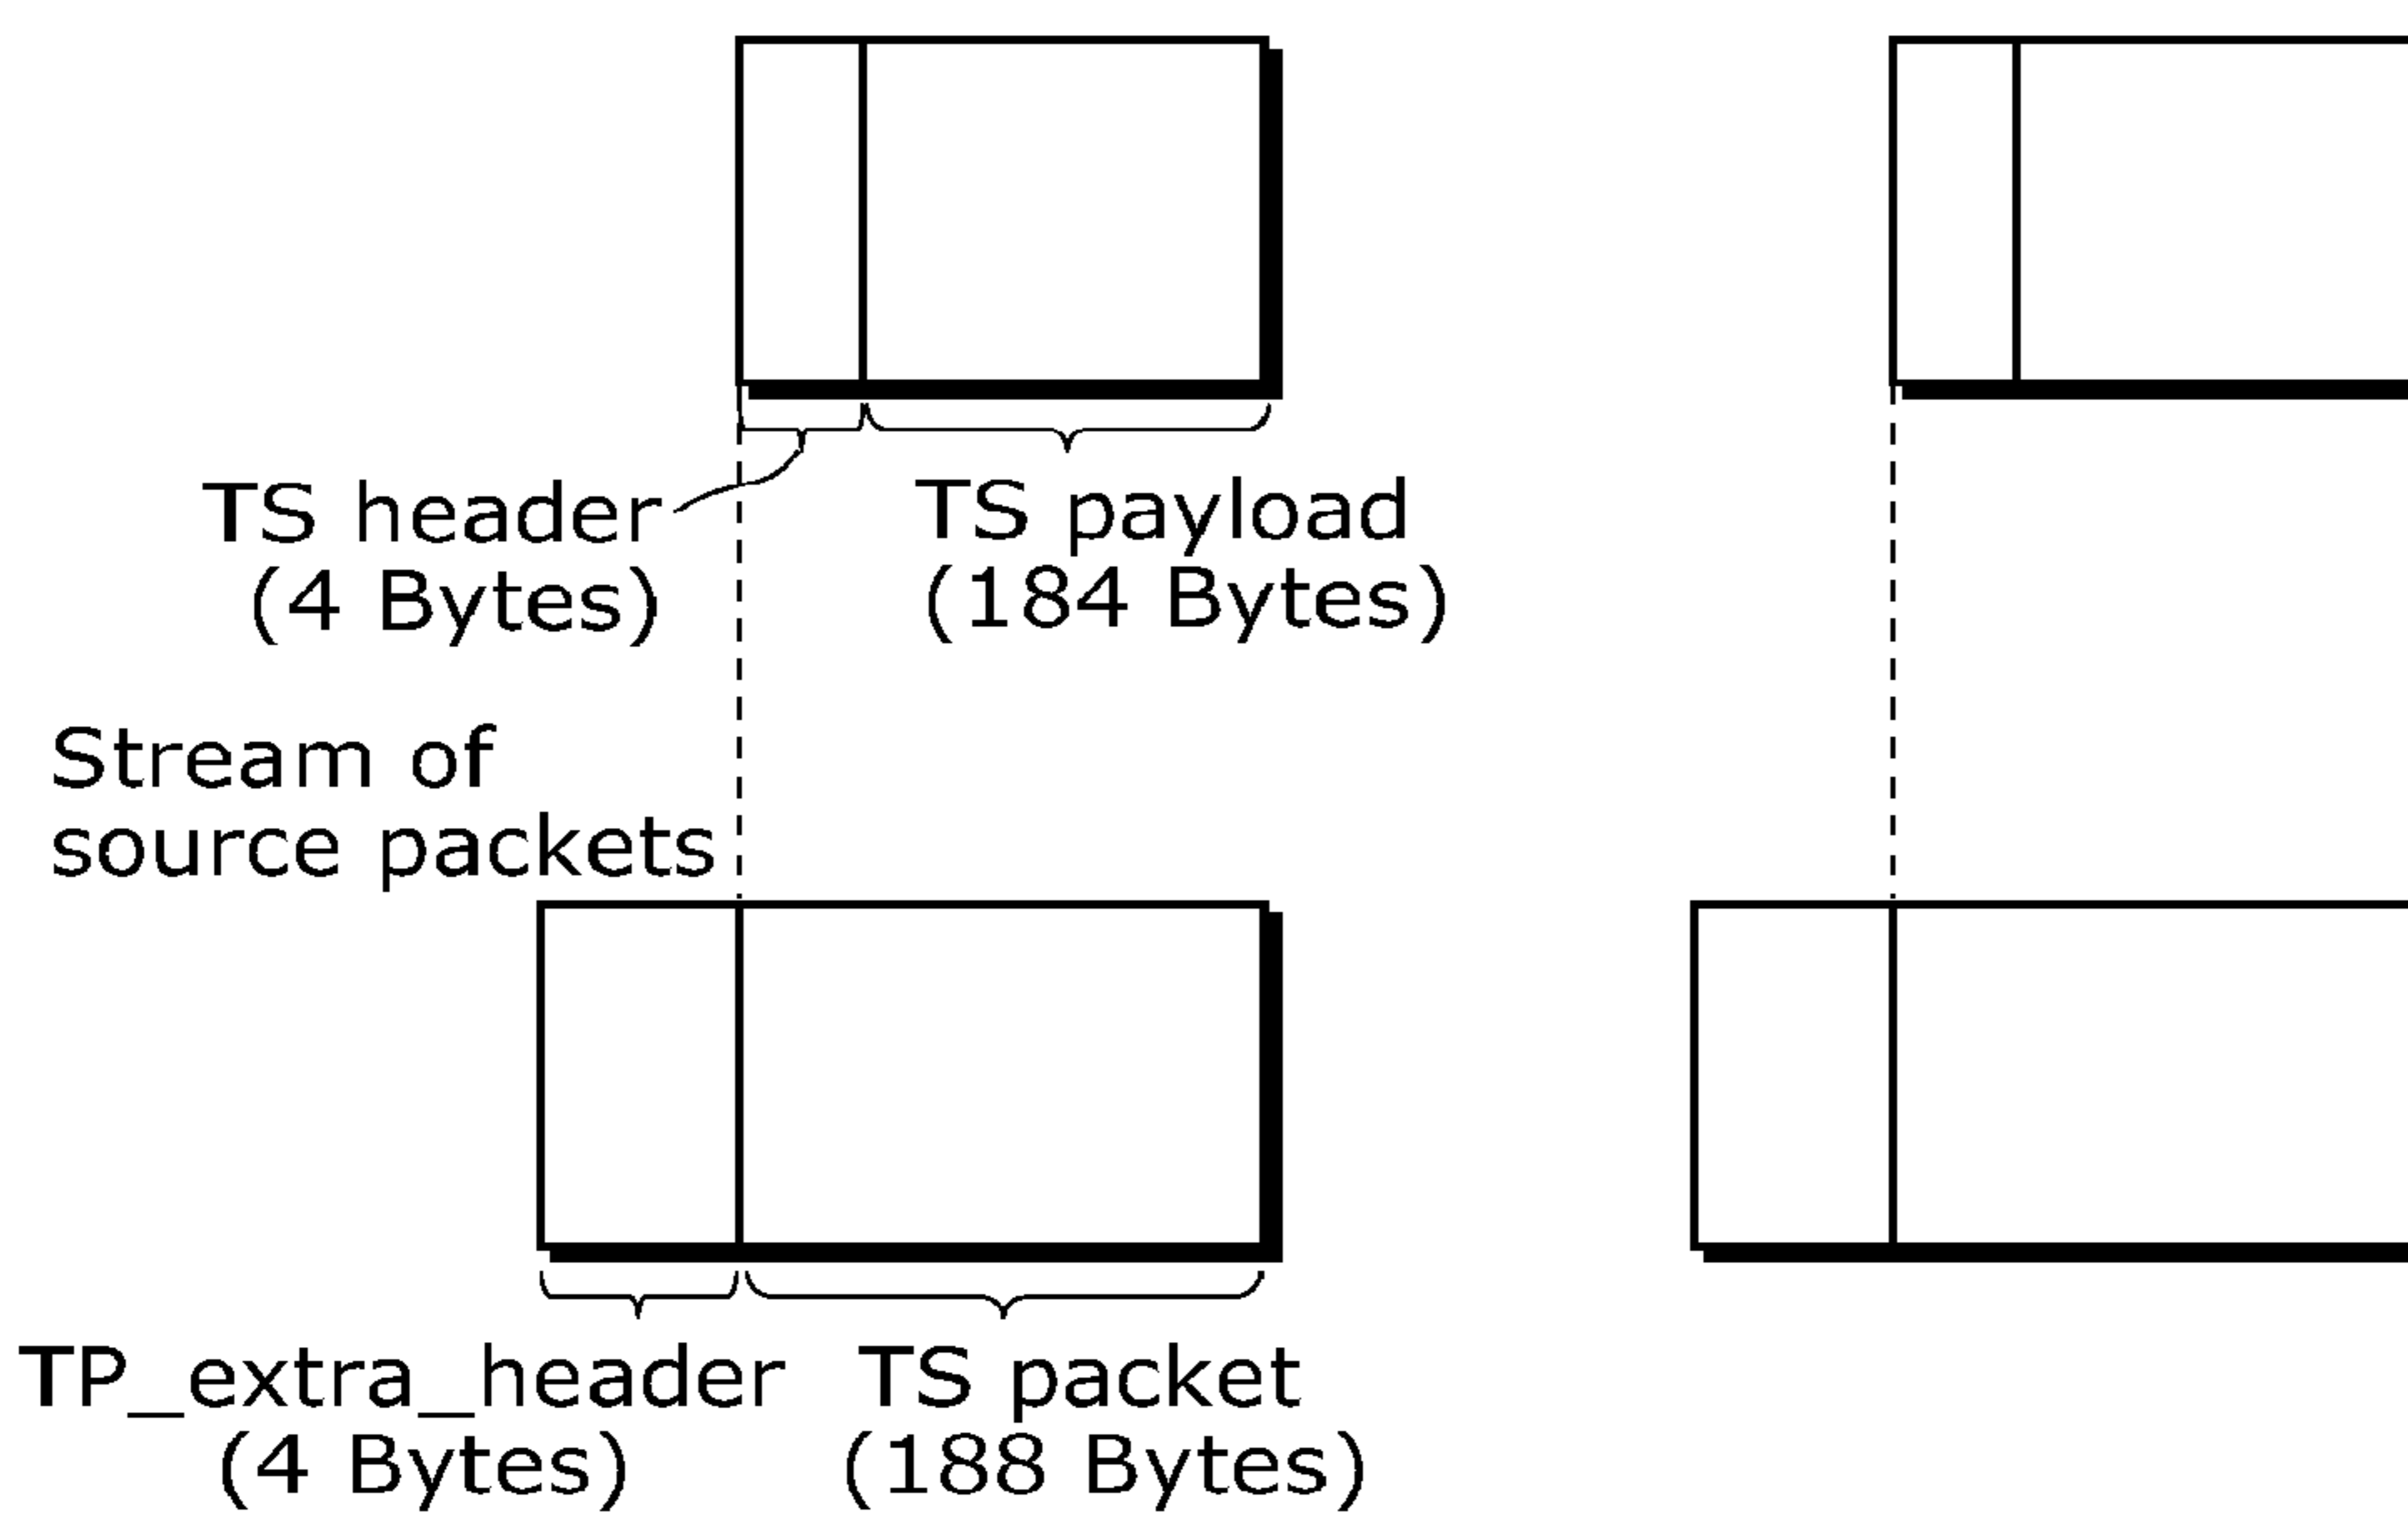 TS header
(4 Bytes)
TS payload
(184 Bytes)
Stream of
source packets
TP_extra_header
(4 Bytes)
TS packet
(188 Bytes)